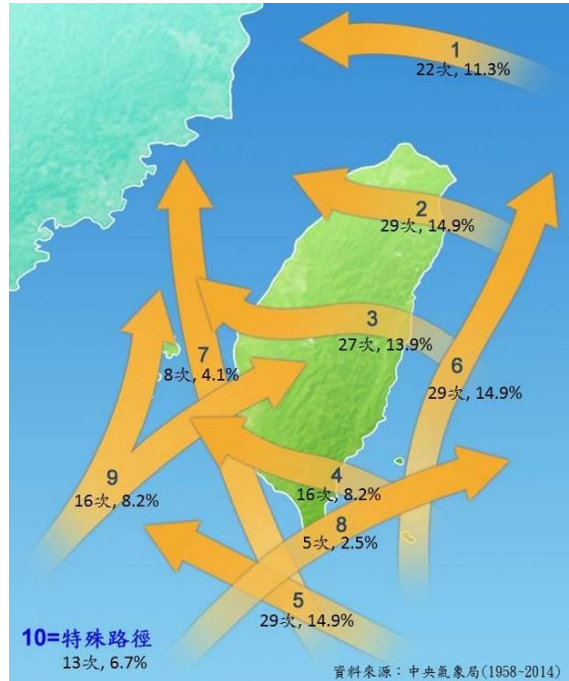 1
22次, 11.3%
2
29次, 14.9%
3
27次, 13.9%
7
8次, 4.1%
6
29次, 14.9%
9
16次, 8.2%
4
16次, 8.2%
8
5次, 2.5%
5
29次, 14.9%
10=特殊路徑
13次, 6.7%
資料來源：中央氣象局(1958~2014)